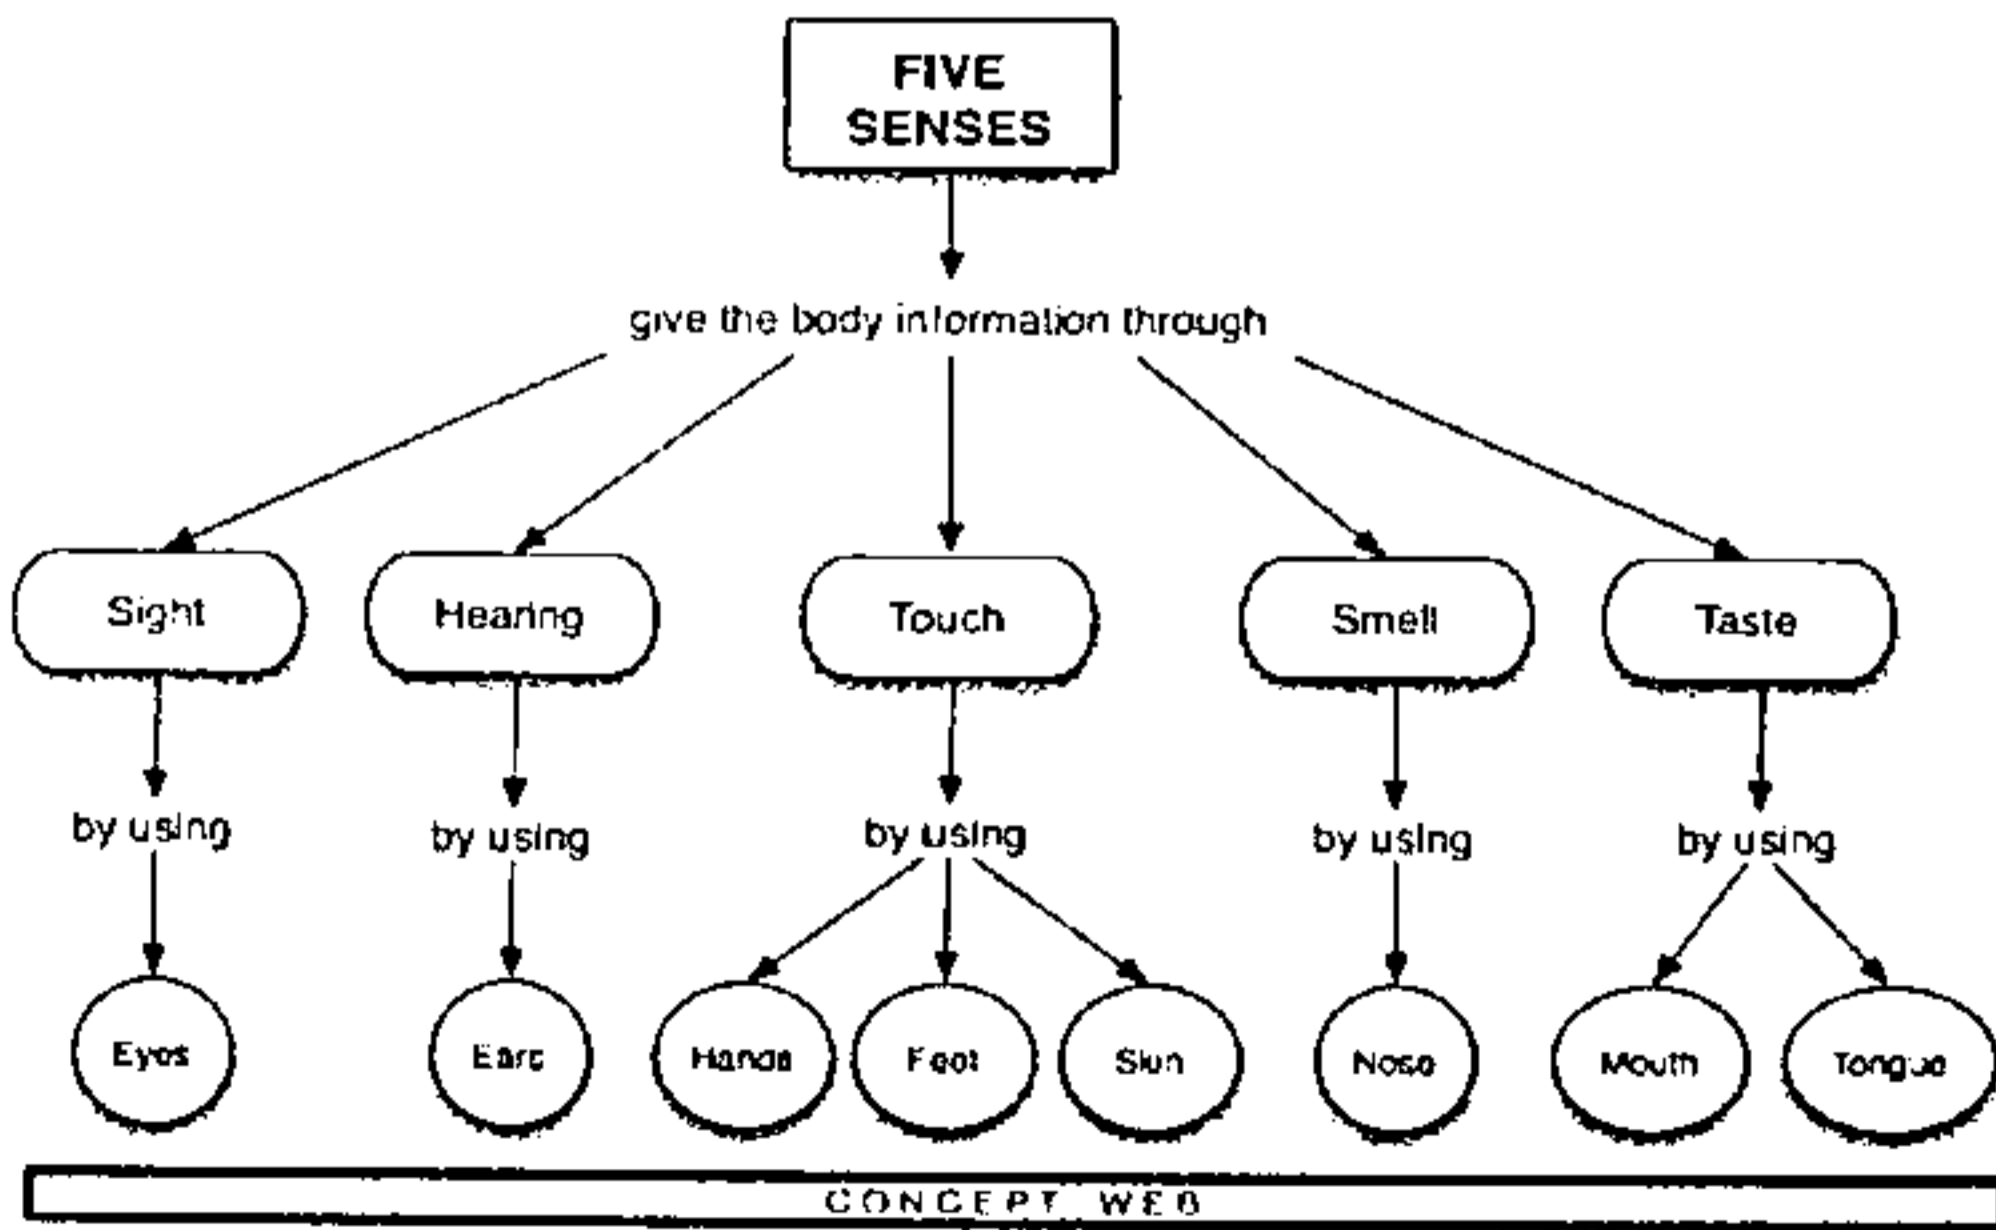 FIVE
SENSES
give the body information through
Sight Hearing Touch Smell Taste
by using by using by using by using by using
Eyes Ears Hands Feet Skin Nose Mouth Tongue
CONCEPT WEB